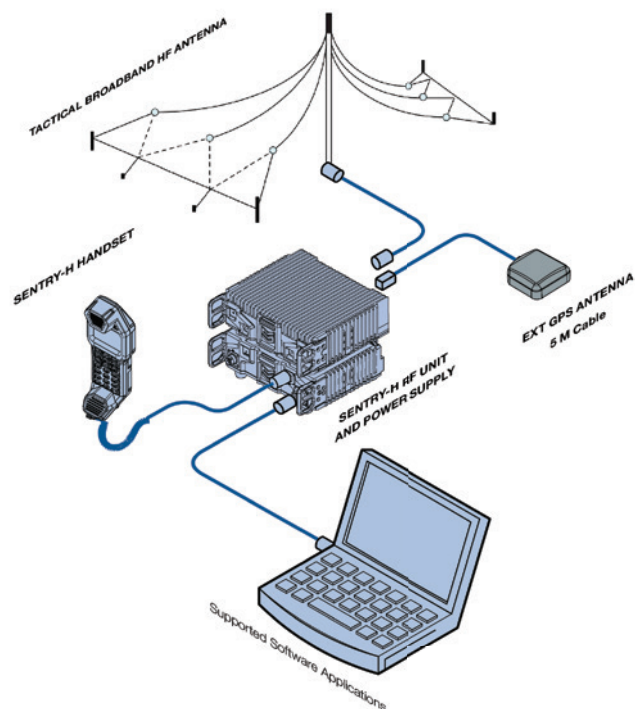 TACTICAL BROADBAND HF ANTENNA
SENTRY-H HANDSET
EXT GPS ANTENNA
5 M Cable
SENTRY-H RF UNIT
AND POWER SUPPLY
Supported Software Applications